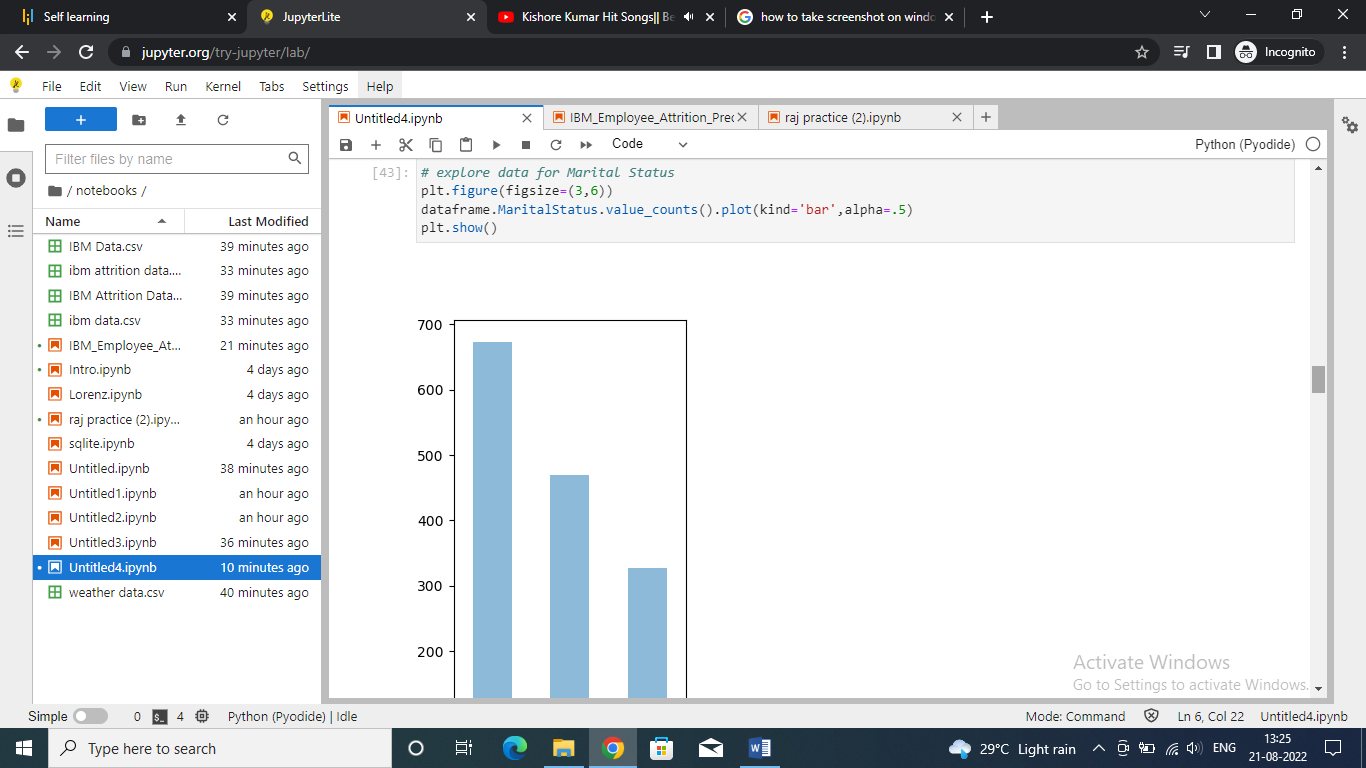 Self learning
JupyterLite
Kishore Kumar Hit Songs|| Be
how to take screenshot on windo
jupyter.org/try-jupyter/lab/
Incognito
File Edit View Run Kernel Tabs Settings Help
Filter files by name
/ notebooks /
Name Last Modified
IBM Data.csv 39 minutes ago
ibm attrition data.... 33 minutes ago
IBM Attrition Data... 39 minutes ago
ibm data.csv 33 minutes ago
IBM_Employee_At... 21 minutes ago
Intro.ipynb 4 days ago
Lorenz.ipynb 4 days ago
raj practice (2).ipy... an hour ago
sqlite.ipynb 4 days ago
Untitled.ipynb 38 minutes ago
Untitled1.ipynb an hour ago
Untitled2.ipynb an hour ago
Untitled3.ipynb 36 minutes ago
Untitled4.ipynb 10 minutes ago
weather data.csv 40 minutes ago
Untitled4.ipynb
IBM_Employee_Attrition_Prec
raj practice (2).ipynb
Code
Python (Pyodide)
[43]: # explore data for Marital Status
plt.figure(figsize=(3,6))
dataframe.MaritalStatus.value_counts().plot(kind='bar',alpha=.5)
plt.show()
700
600
500
400
300
200
Activate Windows
Go to Settings to activate Windows.
Simple 0 4 Python (Pyodide) | Idle
Mode: Command Ln 6, Col 22 Untitled4.ipynb
Type here to search
29°C Light rain
ENG
13:25
21-08-2022